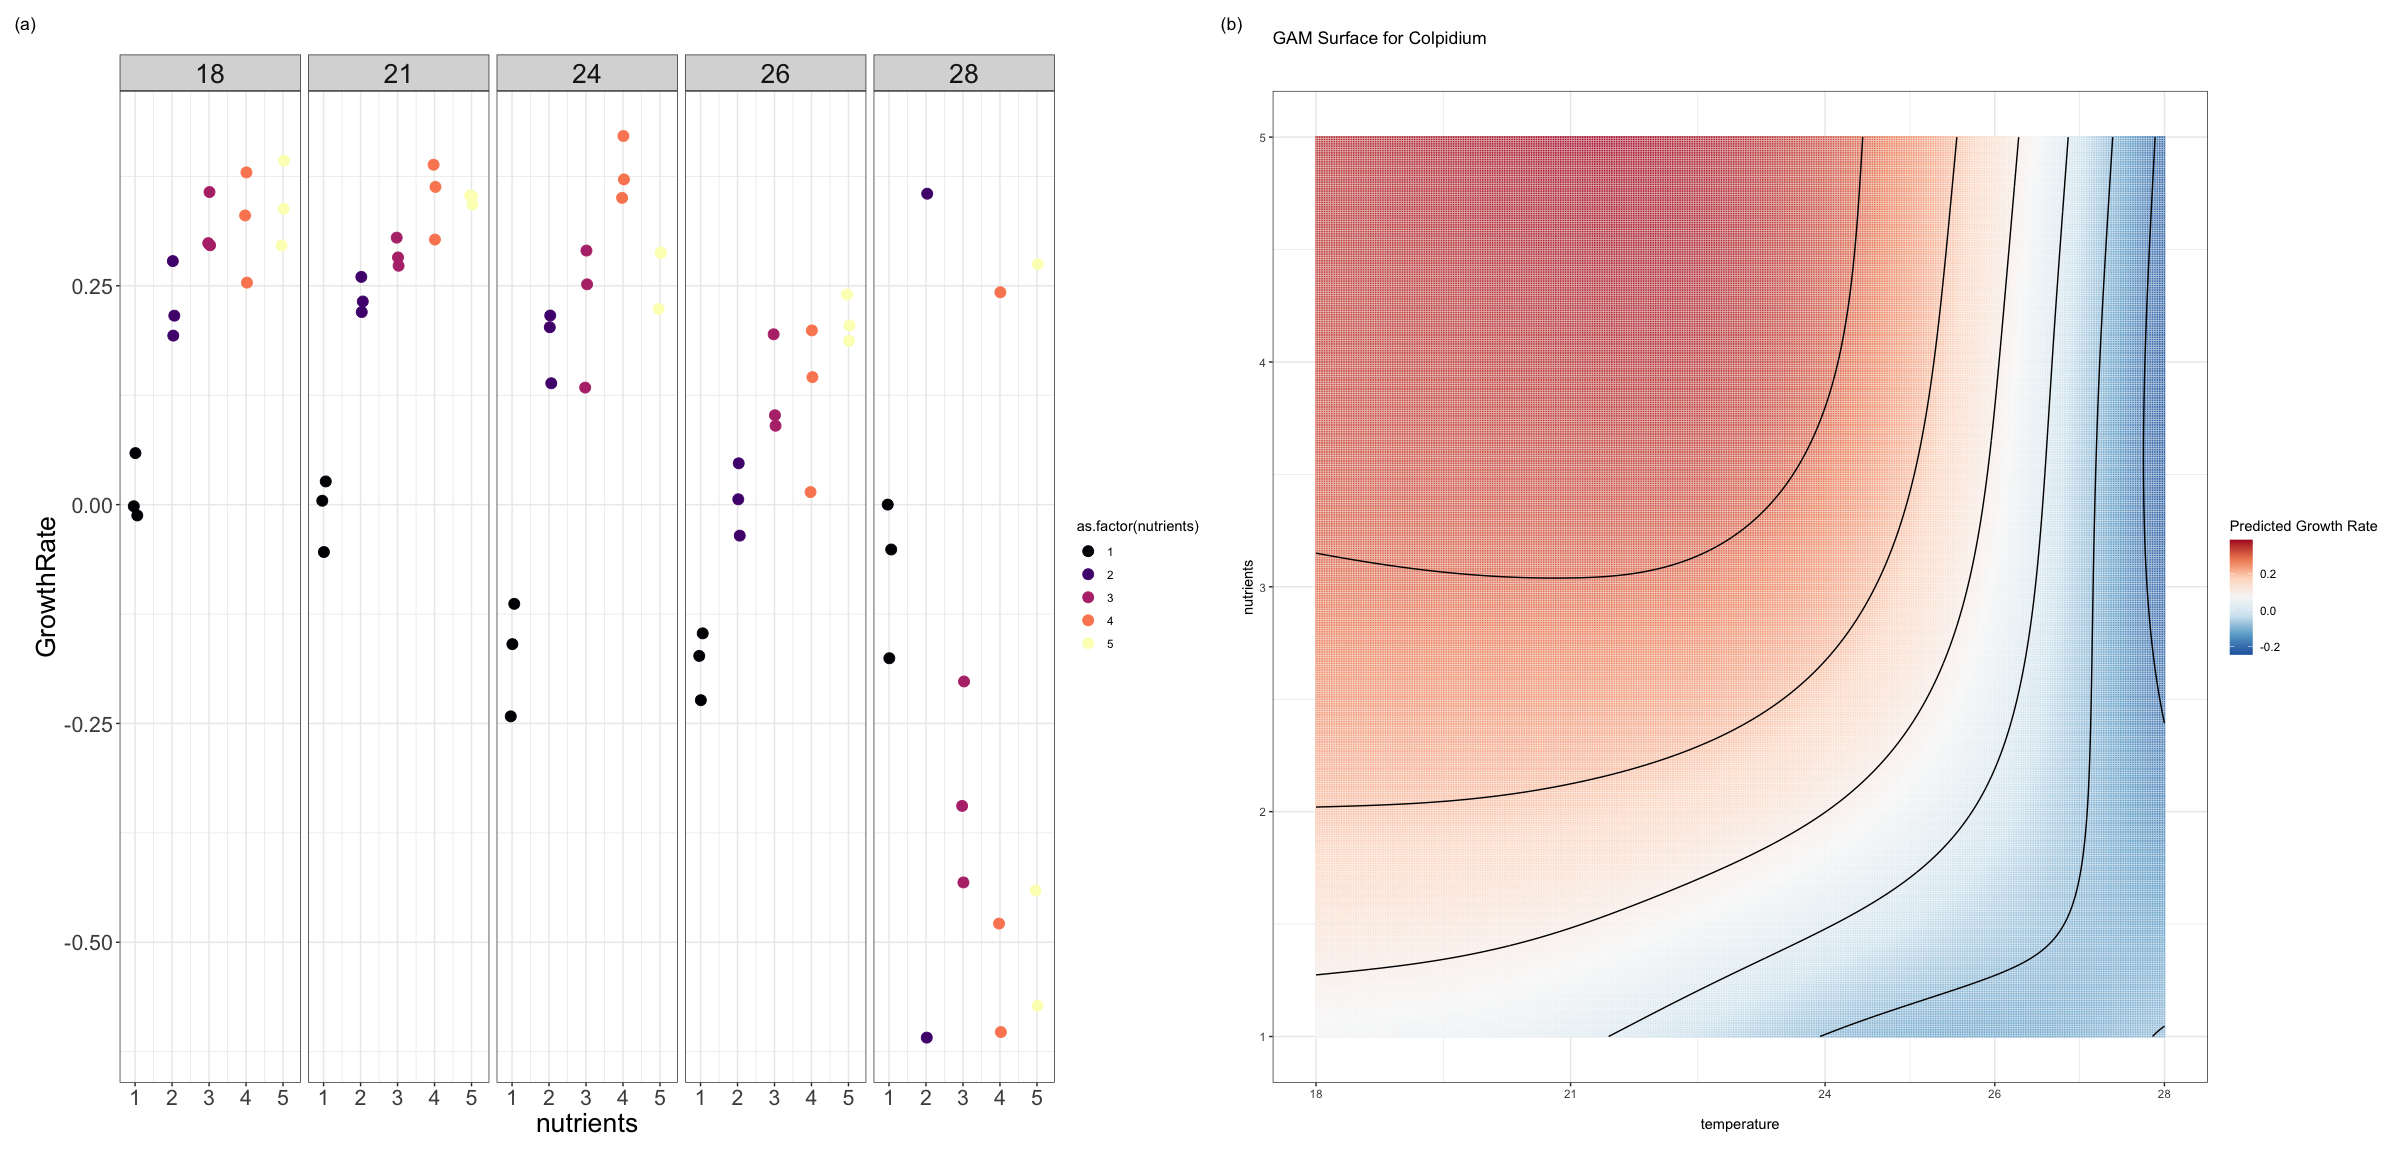 (a)
18 21 24 26 28
GrowthRate
0.25
0.00
-0.25
-0.50
1 2 3 4 5 1 2 3 4 5 1 2 3 4 5 1 2 3 4 5 1 2 3 4 5
nutrients
as.factor(nutrients)
1
2
3
4
5
(b)
GAM Surface for Colpidium
nutrients
5
4
3
2
1
18 21 24 26 28
temperature
Predicted Growth Rate
0.2
0.0
-0.2